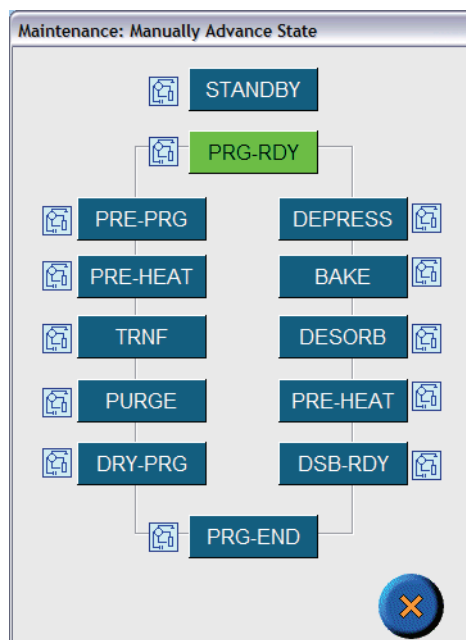 Maintenance: Manually Advance State
STANDBY
PRG-RDY
PRE-PRG DEPRESS
PRE-HEAT BAKE
TRNF DESORB
PURGE PRE-HEAT
DRY-PRG DSB-RDY
PRG-END